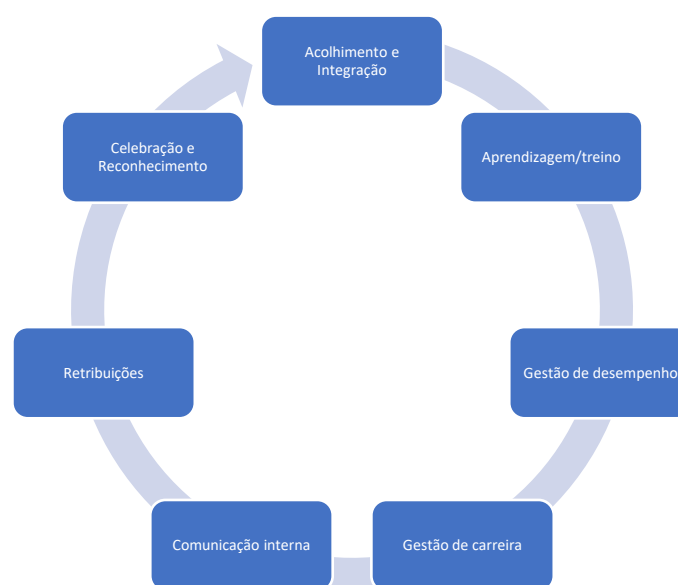 Acolhimento e
Integração
Aprendizagem/treino
Gestão de desempenho
Gestão de carreira
Comunicação interna
Retribuições
Celebração e
Reconhecimento